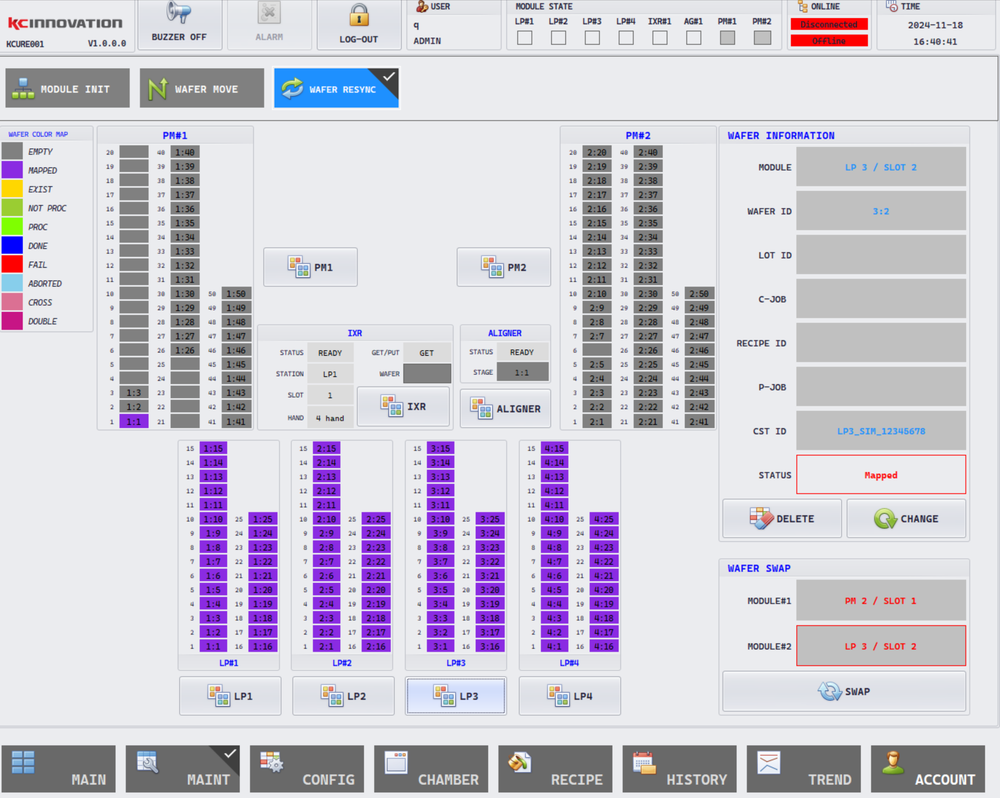 KCINNOVATION
KCURE001 V1.0.0.0
BUZZER OFF
ALARM
LOG-OUT
USER
q
ADMIN
MODULE STATE
LP#1 LP#2 LP#3 LP#4 IXR#1 AG#1 PM#1 PM#2
ONLINE
Disconnected
Offline
TIME
2024-11-18
16:40:41
MODULE INIT
WAFER MOVE
WAFER RESYNC
WAFER COLOR MAP
EMPTY
MAPPED
EXIST
NOT PROC
PROC
DONE
FAIL
ABORTED
CROSS
DOUBLE
PM#1
20 40 1:40
19 39 1:39
18 38 1:38
17 37 1:37
16 36 1:36
15 35 1:35
14 34 1:34
13 33 1:33
12 32 1:32
11 31 1:31
10 30 1:30 50 1:50
9 29 1:29 49 1:49
8 28 1:28 48 1:48
7 27 1:27 47 1:47
6 26 1:26 46 1:46
5 25 45 1:45
4 24 44 1:44
3 1:3 23 43 1:43
2 1:2 22 42 1:42
1 1:1 21 41 1:41
PM1
PM2
IXR
STATUS READY GET/PUT GET
STATION LP1 WAFER
SLOT 1
HAND 4 hand
IXR
ALIGNER
STATUS READY
STAGE 1:1
ALIGNER
PM#2
20 2:20 40 2:40
19 2:19 39 2:39
18 2:18 38 2:38
17 2:17 37 2:37
16 2:16 36 2:36
15 2:15 35 2:35
14 2:14 34 2:34
13 2:13 33 2:33
12 2:12 32 2:32
11 2:11 31 2:31
10 2:10 30 2:30 50 2:50
9 2:9 29 2:29 49 2:49
8 2:8 28 2:28 48 2:48
7 2:7 27 2:27 47 2:47
6 26 2:26 46 2:46
5 2:5 25 2:25 45 2:45
4 2:4 24 2:24 44 2:44
3 2:3 23 2:23 43 2:43
2 2:2 22 2:22 42 2:42
1 2:1 21 2:21 41 2:41
15 1:15
14 1:14
13 1:13
12 1:12
11 1:11
10 1:10 25 1:25
9 1:9 24 1:24
8 1:8 23 1:23
7 1:7 22 1:22
6 1:6 21 1:21
5 1:5 20 1:20
4 1:4 19 1:19
3 1:3 18 1:18
2 1:2 17 1:17
1 1:1 16 1:16
LP#1
LP1
15 2:15
14 2:14
13 2:13
12 2:12
11 2:11
10 2:10 25 2:25
9 2:9 24 2:24
8 2:8 23 2:23
7 2:7 22 2:22
6 2:6 21 2:21
5 2:5 20 2:20
4 2:4 19 2:19
3 2:3 18 2:18
2 2:2 17 2:17
1 2:1 16 2:16
LP#2
LP2
15 3:15
14 3:14
13 3:13
12 3:12
11 3:11
10 3:10 25 3:25
9 3:9 24 3:24
8 3:8 23 3:23
7 3:7 22 3:22
6 3:6 21 3:21
5 3:5 20 3:20
4 3:4 19 3:19
3 3:3 18 3:18
2 3:2 17 3:17
1 3:1 16 3:16
LP#3
LP3
15 4:15
14 4:14
13 4:13
12 4:12
11 4:11
10 4:10 25 4:25
9 4:9 24 4:24
8 4:8 23 4:23
7 4:7 22 4:22
6 4:6 21 4:21
5 4:5 20 4:20
4 4:4 19 4:19
3 4:3 18 4:18
2 4:2 17 4:17
1 4:1 16 4:16
LP#4
LP4
WAFER INFORMATION
MODULE LP 3 / SLOT 2
WAFER ID 3:2
LOT ID
C-JOB
RECIPE ID
P-JOB
CST ID LP3_SIM_12345678
STATUS Mapped
DELETE CHANGE
WAFER SWAP
MODULE#1 PM 2 / SLOT 1
MODULE#2 LP 3 / SLOT 2
SWAP
MAIN
MAINT
CONFIG
CHAMBER
RECIPE
HISTORY
TREND
ACCOUNT